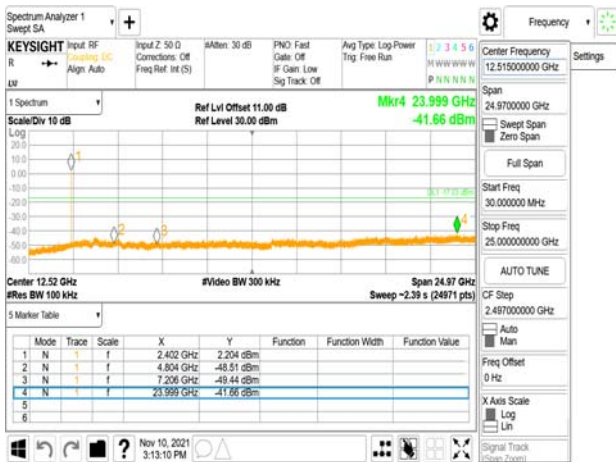 Spectrum Analyzer 1
Swept SA
+
Frequency
KEYSIGHT
R
Input: RF
Coupling: DC
Align: Auto
Input Z: 50 Ω
Corrections: Off
Freq Ref: Int (S)
#Atten: 30 dB
PNO: Fast
Gate: Off
IF Gain: Low
Sig Track: Off
Avg Type: Log-Power
Trig: Free Run
1 2 3 4 5 6
M W W W W W
P N N N N N
1 Spectrum
Scale/Div 10 dB
Log
Ref Lvl Offset 11.00 dB
Ref Level 30.00 dBm
Mkr4 23.999 GHz
-41.66 dBm
20.0
10.0
0.00
-10.0
-20.0
-30.0
-40.0
-50.0
-60.0
1
2
3
4
Center 12.52 GHz
#Res BW 100 kHz
#Video BW 300 kHz
Span 24.97 GHz
Sweep ~2.39 s (24971 pts)
5 Marker Table
Mode Trace Scale X Y Function Function Width Function Value
1 N 1 f 2.402 GHz 2.204 dBm
2 N 1 f 4.804 GHz -48.51 dBm
3 N 1 f 7.206 GHz -49.44 dBm
4 N 1 f 23.999 GHz -41.66 dBm
5
6
?
Nov 10, 2021
3:13:10 PM
Center Frequency
12.515000000 GHz
Settings
Span
24.9700000 GHz
Swept Span
Zero Span
Full Span
Start Freq
30.000000 MHz
Stop Freq
25.000000000 GHz
AUTO TUNE
CF Step
2.497000000 GHz
Auto
Man
Freq Offset
0 Hz
X Axis Scale
Log
Lin
Signal Track
(Span Zoom)